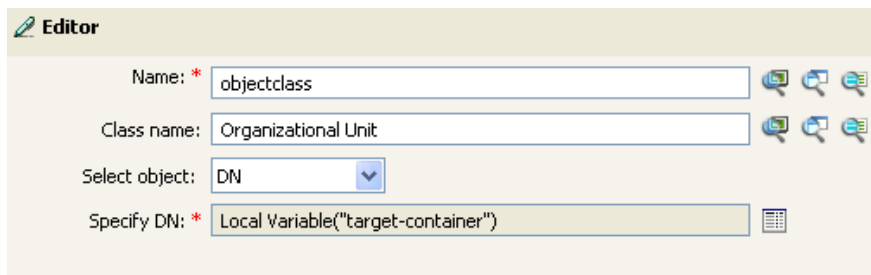 Editor
Name: * objectclass
Class name: Organizational Unit
Select object: DN
Specify DN: * Local Variable("target-container")